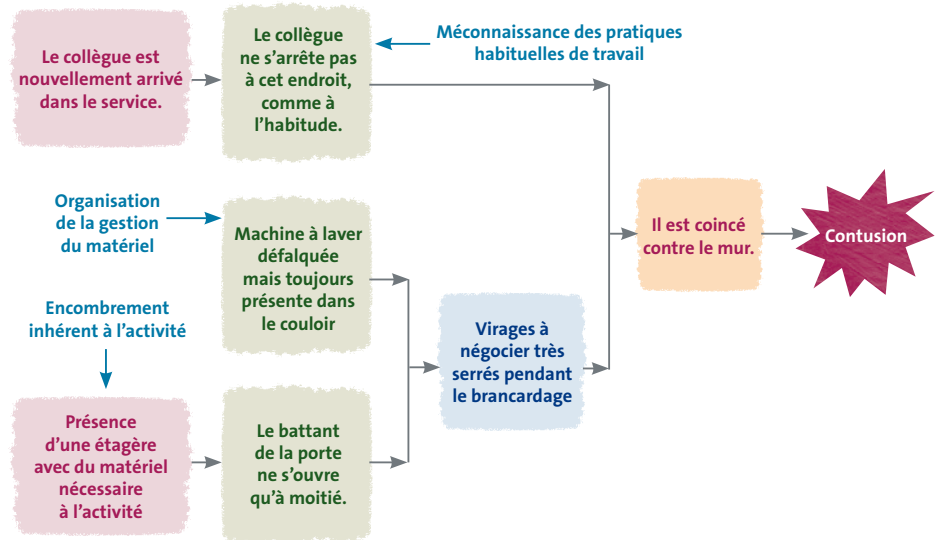 Le collègue est
nouvellement arrivé
dans le service.
Le collègue
ne s’arrête pas
à cet endroit,
comme à
l’habitude.
Méconnaissance des pratiques
habituelles de travail
Organisation
de la gestion
du matériel
Machine à laver
défalquée
mais toujours
présente dans
le couloir
Encombrement
inhérent à l’activité
Présence
d’une étagère
avec du matériel
nécessaire
à l’activité
Le battant
de la porte
ne s’ouvre
qu’à moitié.
Virages à
négocier très
serrés pendant
le brancardage
Il est coincé
contre le mur.
Contusion